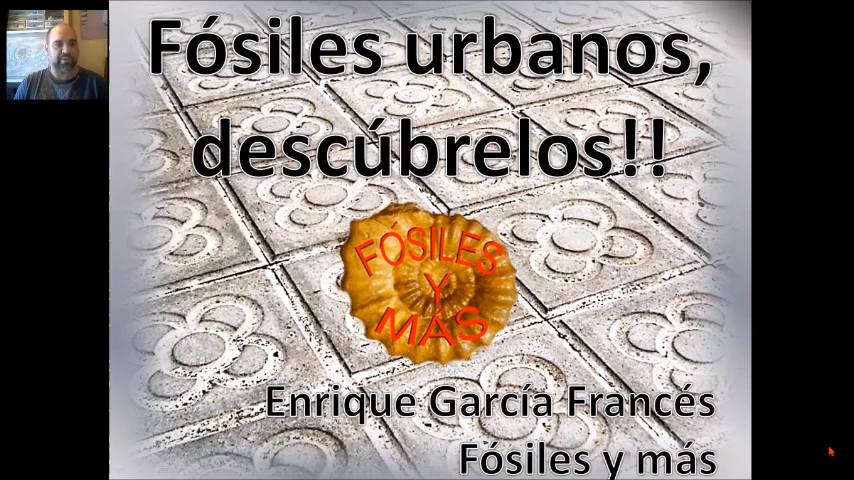 Fósiles urbanos,
descúbrelos!!
FÓSILES
Y
MÁS
Enrique García Francés
Fósiles y más